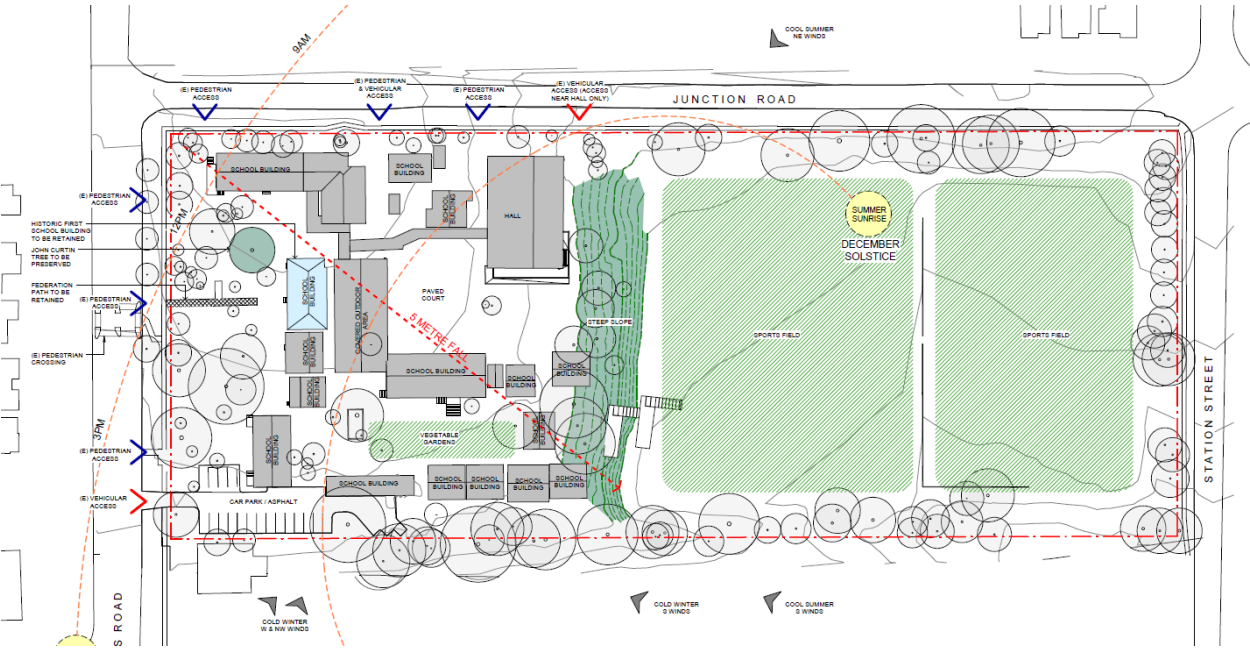 9AM
COOL SUMMER
NE WINDS
(E) PEDESTRIAN
ACCESS
(E) PEDESTRIAN
& VEHICULAR
ACCESS
(E) PEDESTRIAN
ACCESS
(E) VEHICULAR
ACCESS (ACCESS
NEAR HALL ONLY)
JUNCTION ROAD
SCHOOL BUILDING
SCHOOL
BUILDING
SCHOOL
BUILDING
HALL
(E) PEDESTRIAN
ACCESS
12PM
SUMMER
SUNRISE
DECEMBER
SOLSTICE
HISTORIC FIRST
SCHOOL BUILDING
TO BE RETAINED
JOHN CURTIN
TREE TO BE
PRESERVED
FEDERATION
PATH TO BE
RETAINED
(E) PEDESTRIAN
ACCESS
(E) PEDESTRIAN
CROSSING
SCHOOL
BUILDING
COVERED OUTDOOR
AREA
PAVED
COURT
5 METRE FALL
STEEP SLOPE
SPORTS FIELD
SPORTS FIELD
SCHOOL
BUILDING
SCHOOL BUILDING
SCHOOL
BUILDING
SCHOOL
BUILDING
SCHOOL
BUILDING
STATION STREET
3PM
SCHOOL
BUILDING
VEGETABLE
GARDENS
SCHOOL
BUILDING
(E) PEDESTRIAN
ACCESS
SCHOOL BUILDING
SCHOOL
BUILDING
SCHOOL
BUILDING
SCHOOL
BUILDING
SCHOOL
BUILDING
(E) VEHICULAR
ACCESS
CAR PARK / ASPHALT
S ROAD
COLD WINTER
W & NW WINDS
COLD WINTER
S WINDS
COOL SUMMER
S WINDS